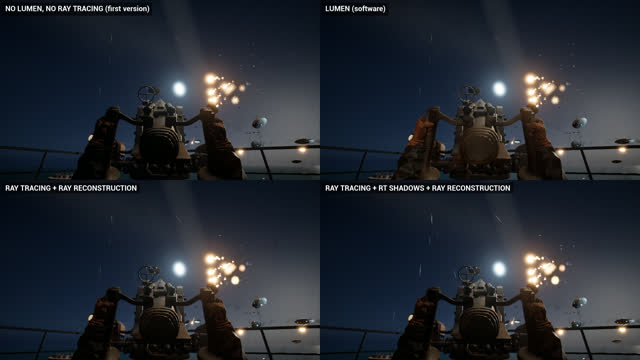 NO LUMEN, NO RAY TRACING (first version)
LUMEN (software)
RAY TRACING + RAY RECONSTRUCTION
RAY TRACING + RT SHADOWS + RAY RECONSTRUCTION